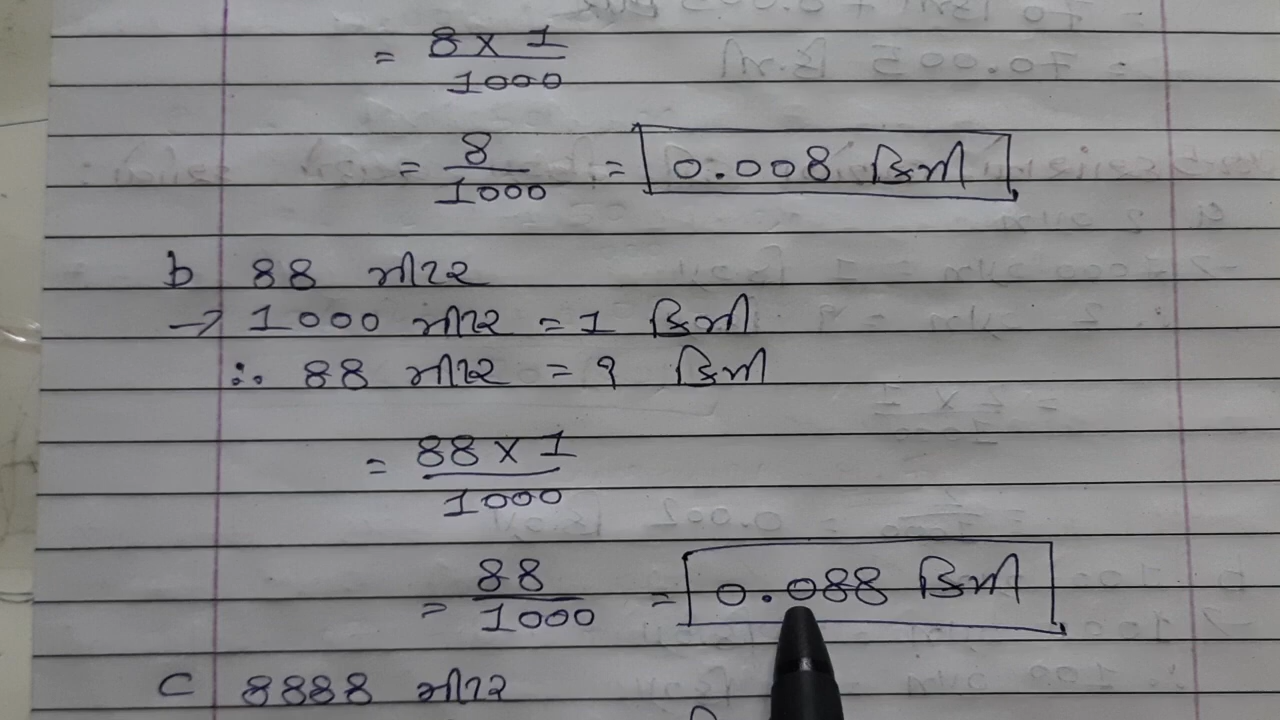 = 8 x 1
1000
= 8 = 0.008 કિમી
1000
b 88 મીટર
→ 1000 મીટર = 1 કિમી
∴ 88 મીટર = ? કિમી
= 88 x 1
1000
= 88 = 0.088 કિમી
1000
c 8888 મીટર